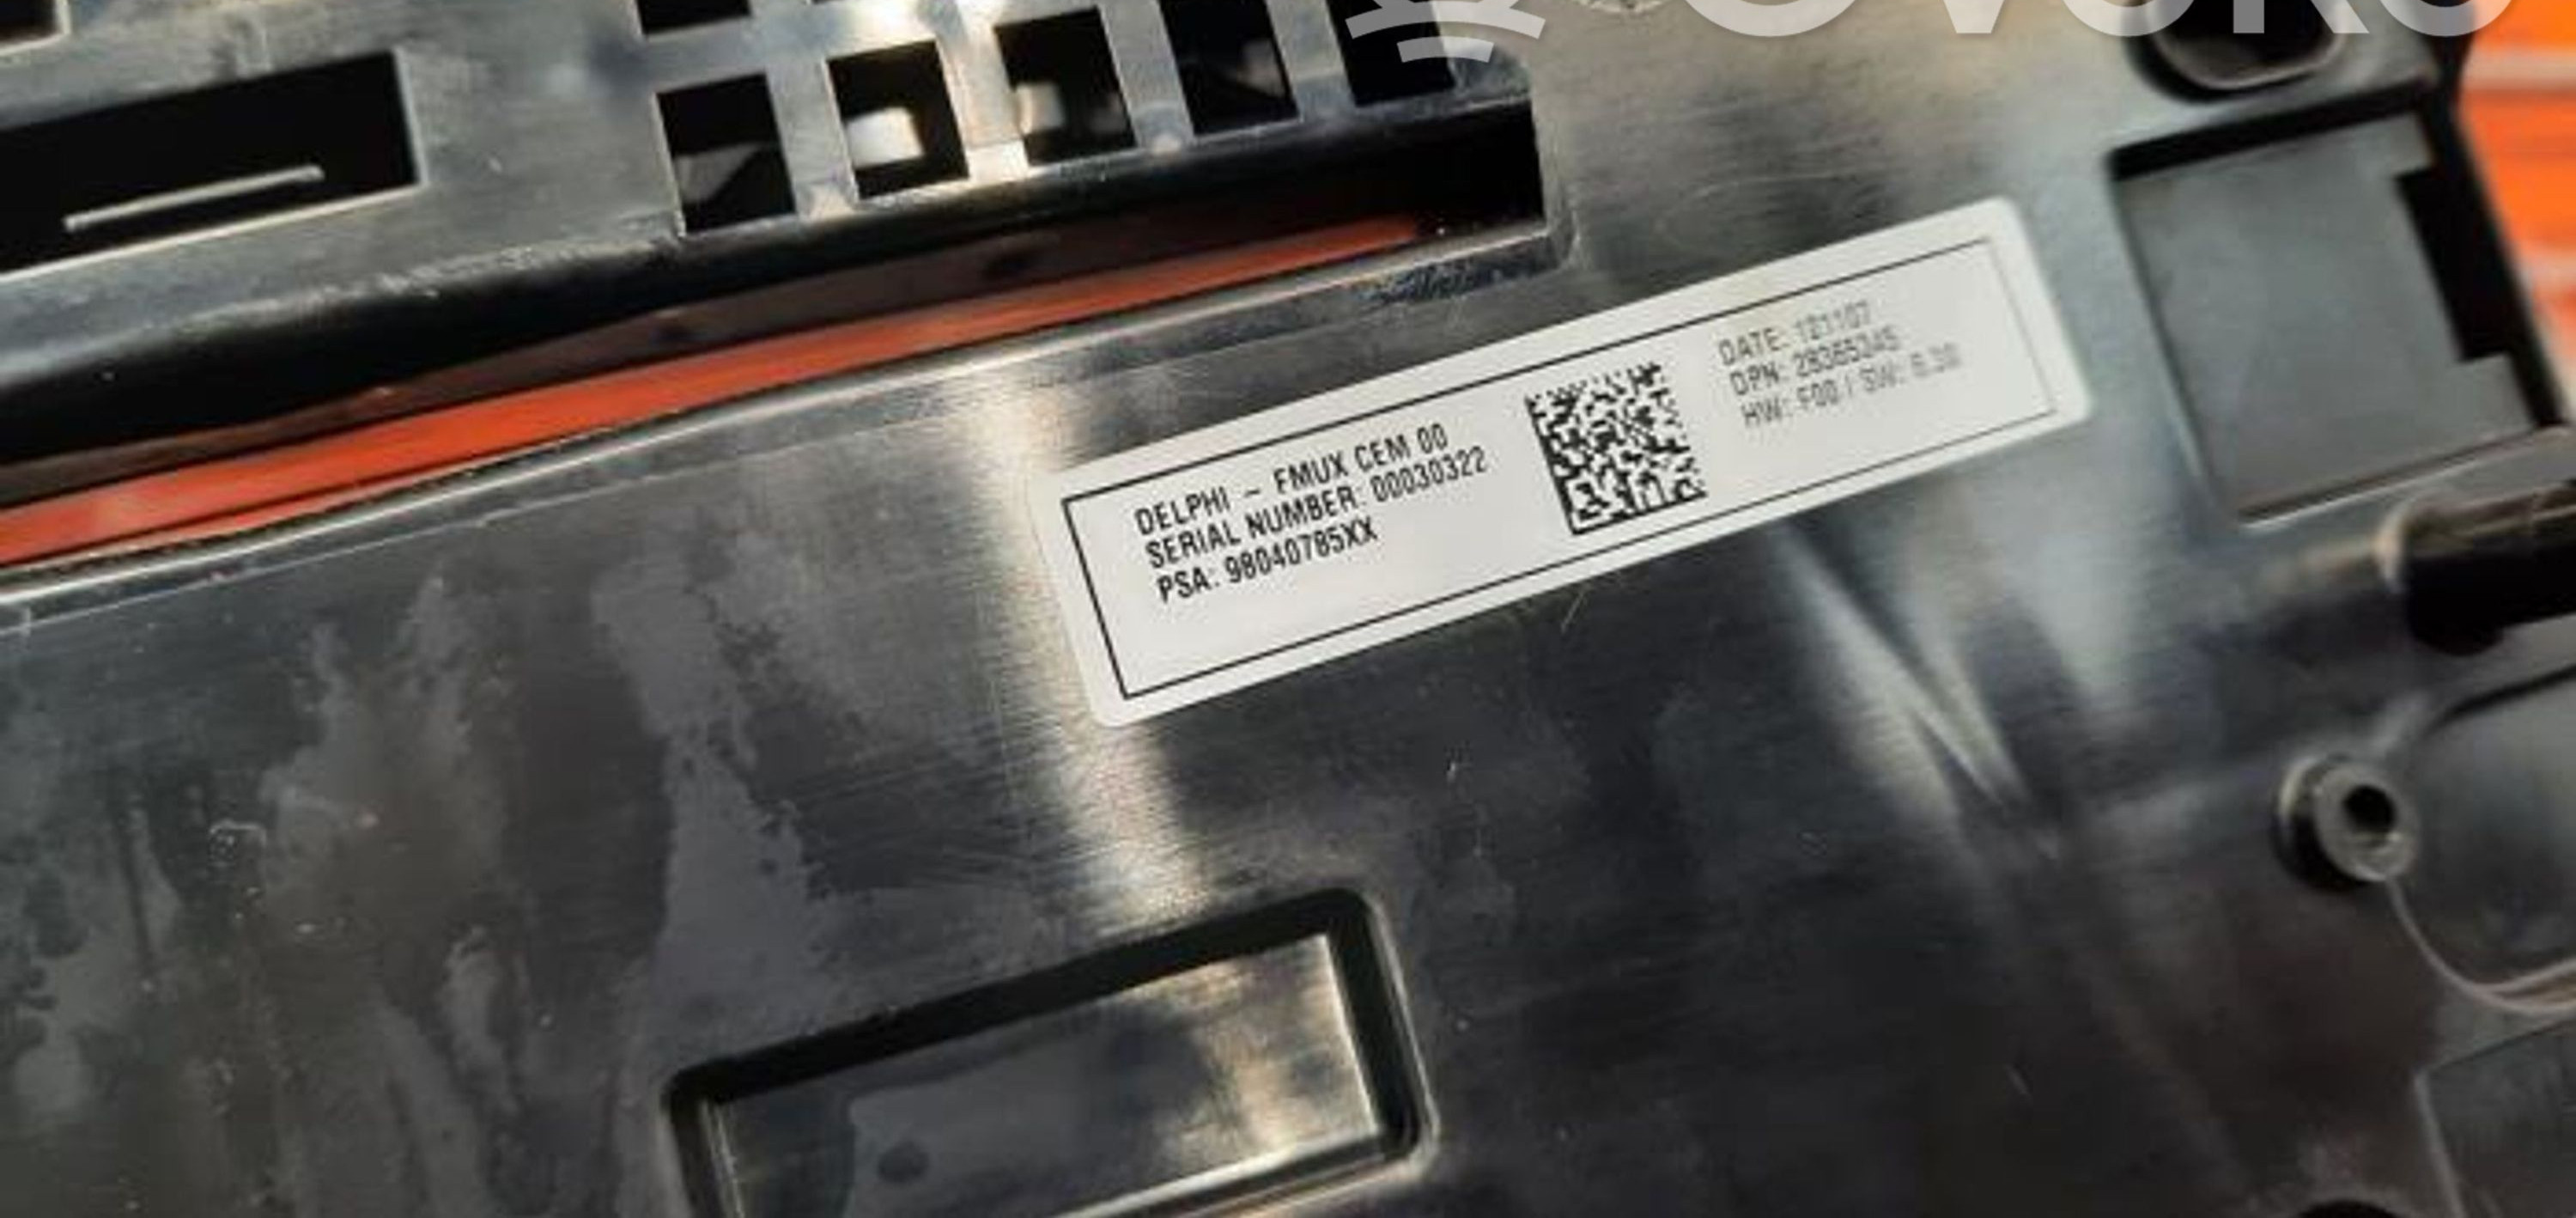 DELPHI - FMUX CEM 00
SERIAL NUMBER: 00030322
PSA: 98040785XX
DATE: 121107
DPN: 28365345
HW: F00 / SW: 6.30